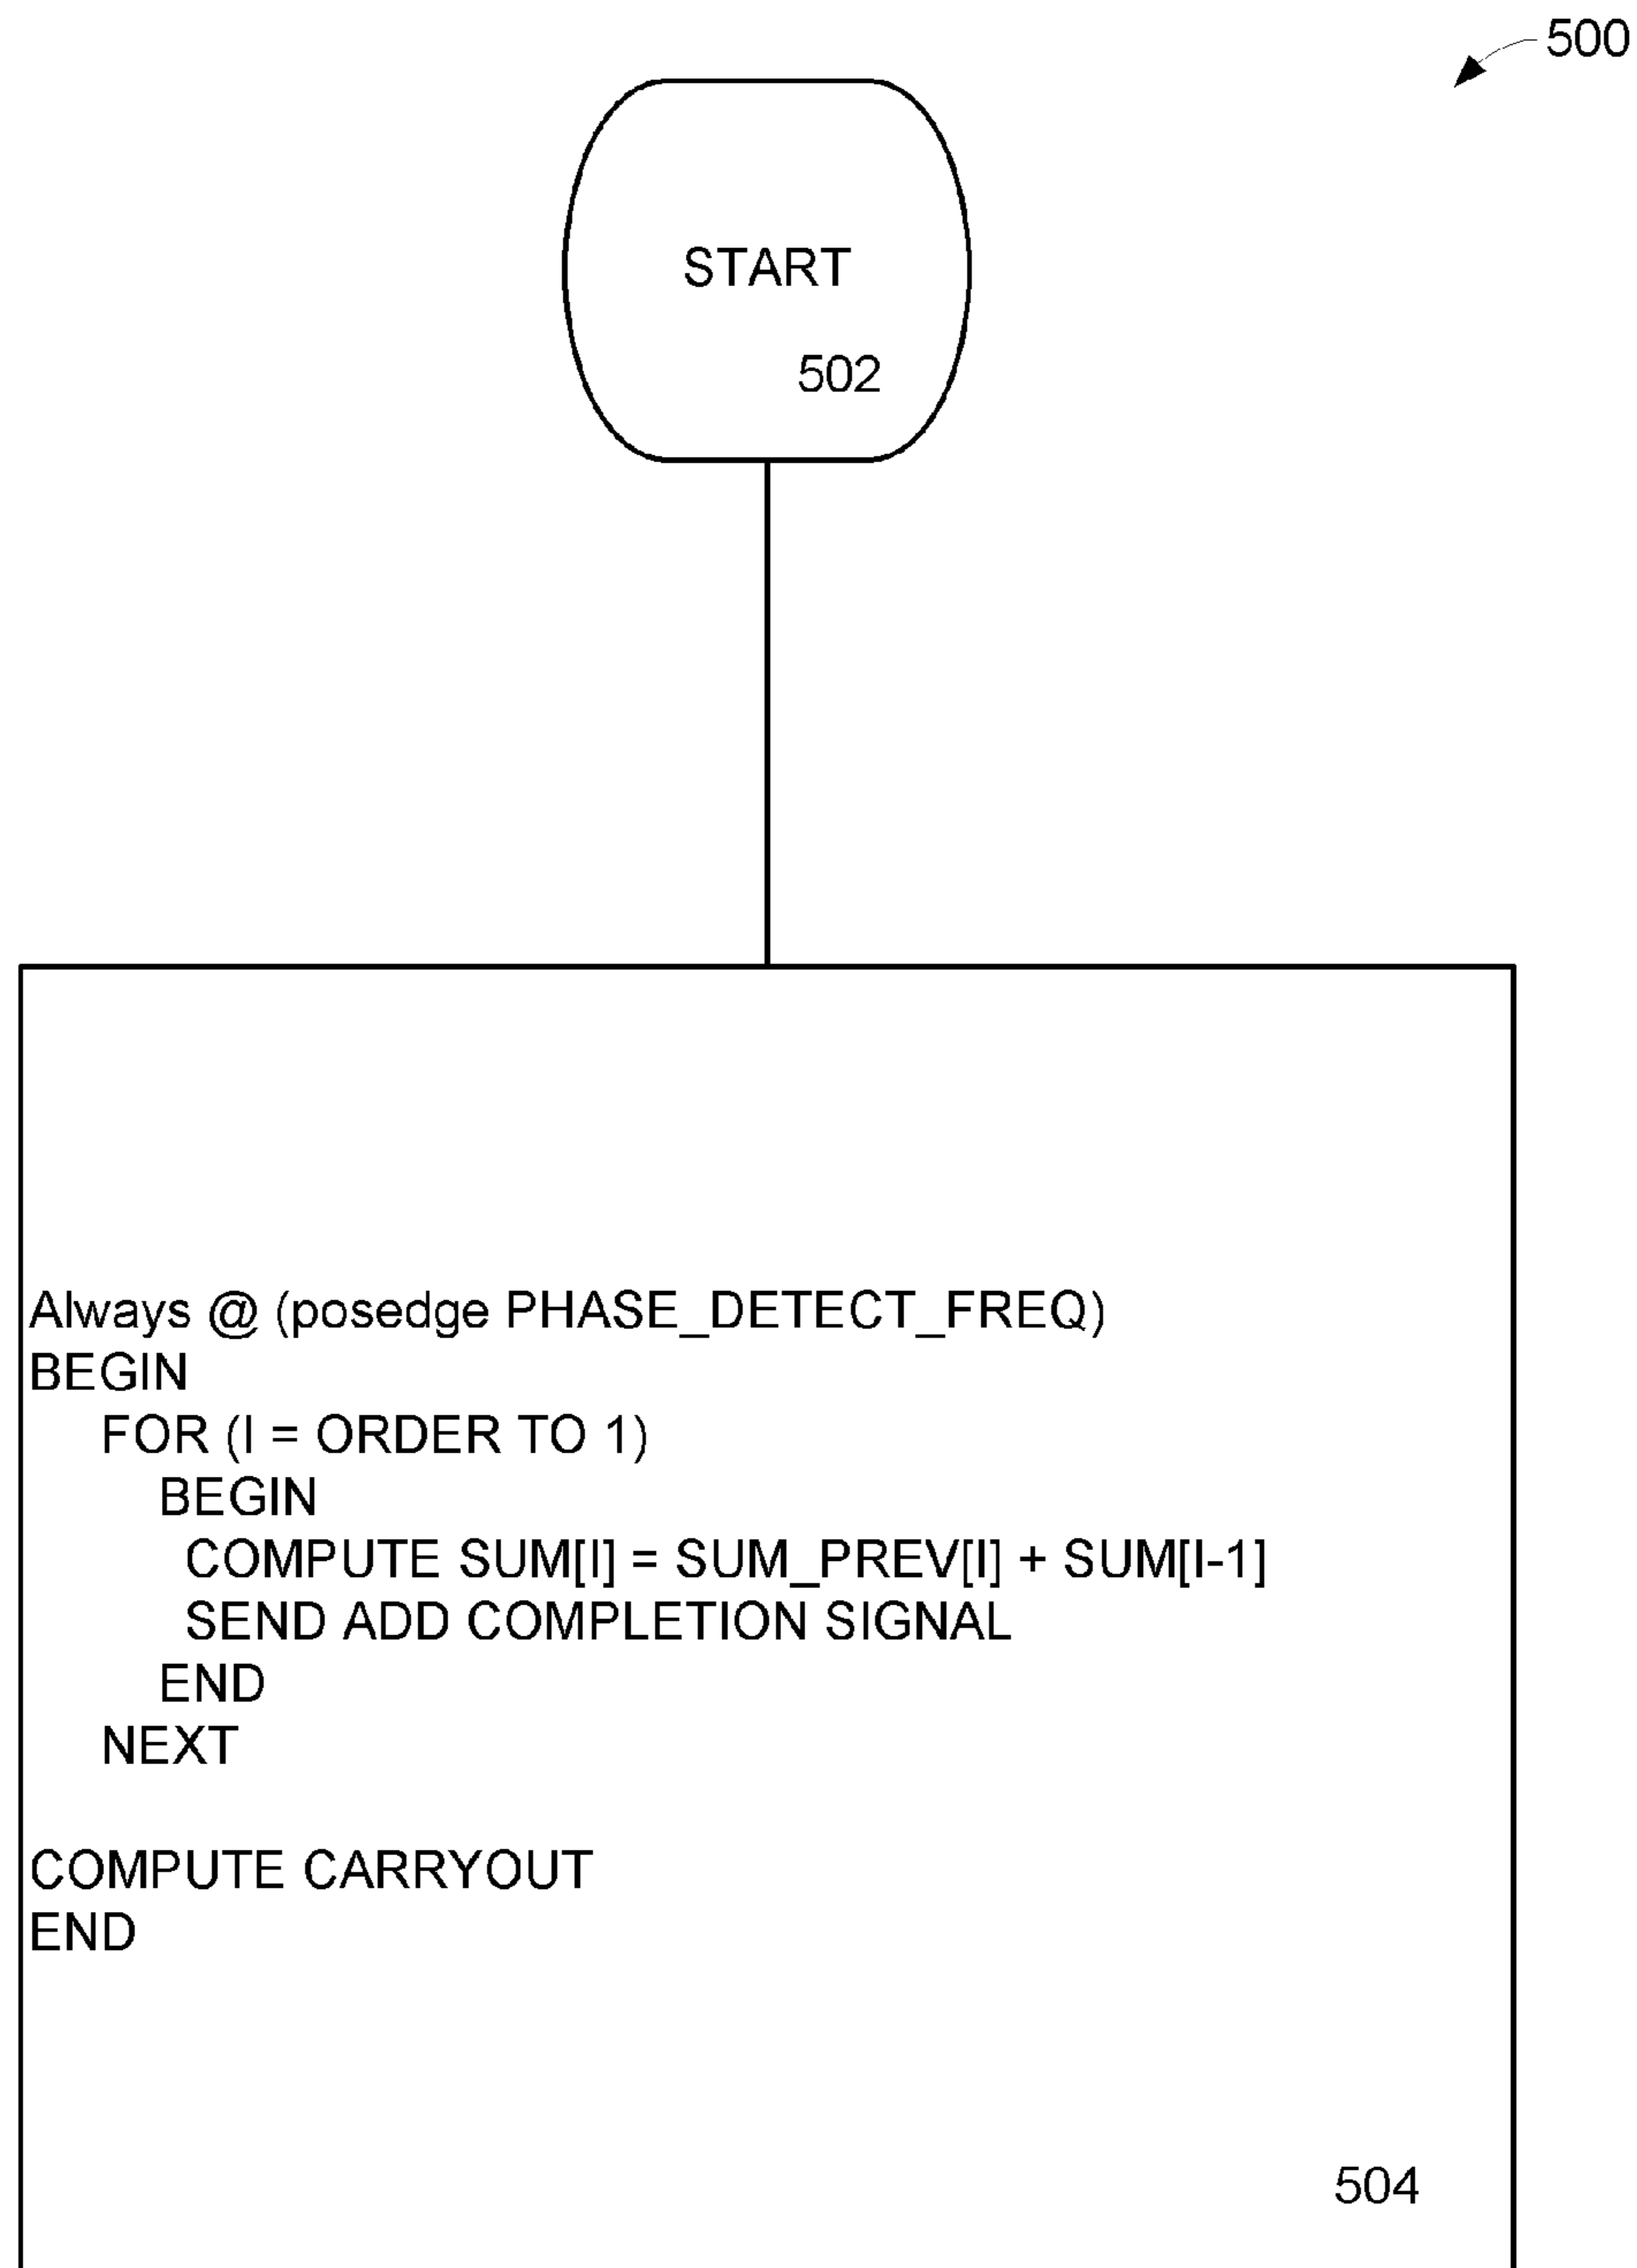 500
START
502
Always @ (posedge PHASE_DETECT_FREQ)
BEGIN
FOR (I = ORDER TO 1)
BEGIN
COMPUTE SUM[I] = SUM_PREV[I] + SUM[I-1]
SEND ADD COMPLETION SIGNAL
END
NEXT
COMPUTE CARRYOUT
END
504